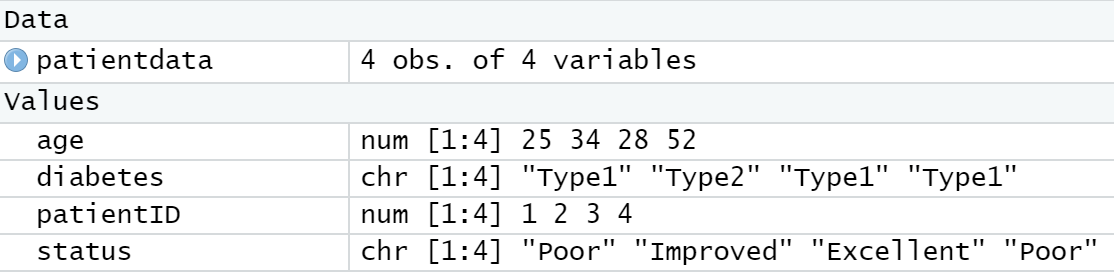 Data
patientdata 4 obs. of 4 variables
Values
age num [1:4] 25 34 28 52
diabetes chr [1:4] "Type1" "Type2" "Type1" "Type1"
patientID num [1:4] 1 2 3 4
status chr [1:4] "Poor" "Improved" "Excellent" "Poor"